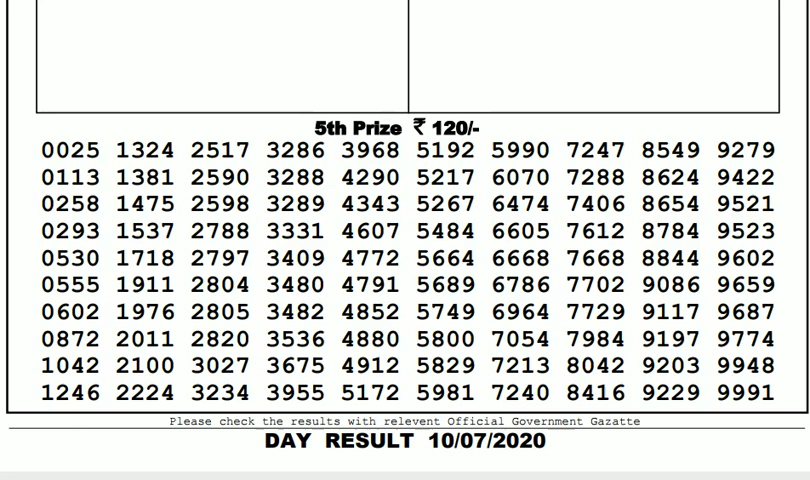 5th Prize ₹ 120/-
0025 1324 2517 3286 3968 5192 5990 7247 8549 9279
0113 1381 2590 3288 4290 5217 6070 7288 8624 9422
0258 1475 2598 3289 4343 5267 6474 7406 8654 9521
0293 1537 2788 3331 4607 5484 6605 7612 8784 9523
0530 1718 2797 3409 4772 5664 6668 7668 8844 9602
0555 1911 2804 3480 4791 5689 6786 7702 9086 9659
0602 1976 2805 3482 4852 5749 6964 7729 9117 9687
0872 2011 2820 3536 4880 5800 7054 7984 9197 9774
1042 2100 3027 3675 4912 5829 7213 8042 9203 9948
1246 2224 3234 3955 5172 5981 7240 8416 9229 9991
Please check the results with relevent Official Government Gazatte
DAY RESULT 10/07/2020